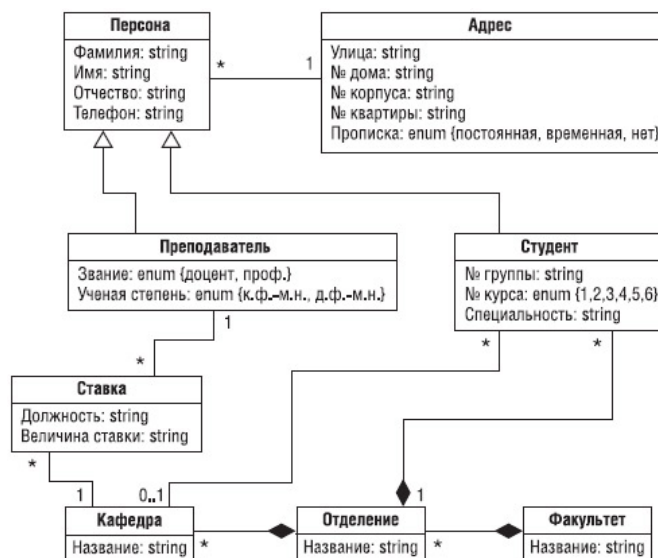 Персона
Фамилия: string
Имя: string
Отчество: string
Телефон: string
*
1
Адрес
Улица: string
№ дома: string
№ корпуса: string
№ квартиры: string
Прописка: enum {постоянная, временная, нет}
Преподаватель
Звание: enum {доцент, проф.}
Ученая степень: enum {к.ф.-м.н., д.ф.-м.н.}
1
Студент
№ группы: string
№ курса: enum {1,2,3,4,5,6}
Специальность: string
*
*
*
Ставка
Должность: string
Величина ставки: string
*
1
0..1
1
Кафедра
Название: string
*
Отделение
Название: string
*
Факультет
Название: string